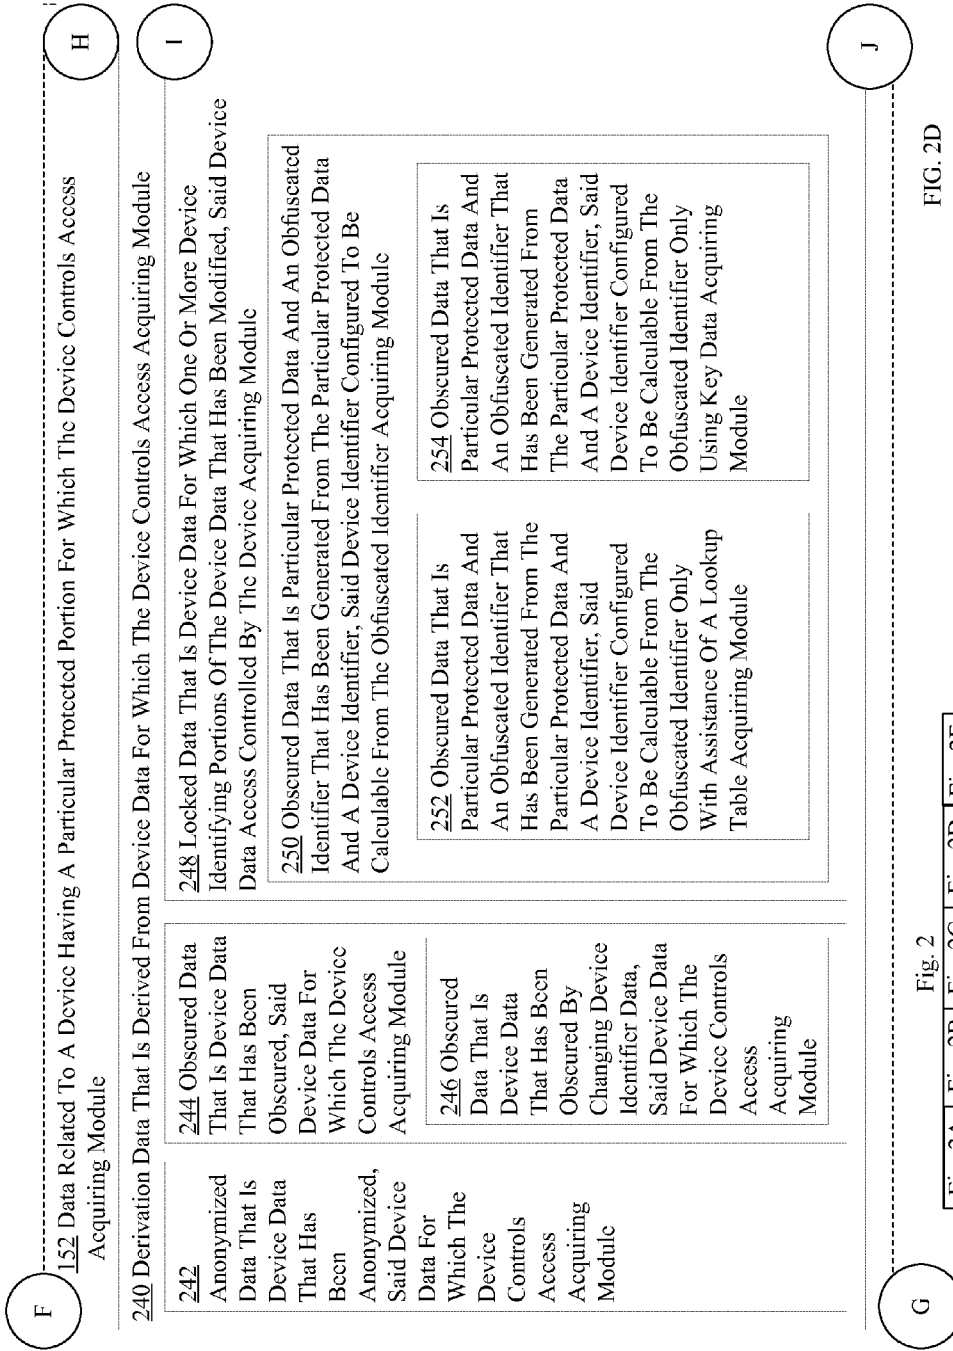 F
H
152 Data Related To A Device Having A Particular Protected Portion For Which The Device Controls Access
Acquiring Module
240 Derivation Data That Is Derived From Device Data For Which The Device Controls Access Acquiring Module
I
242
Anonymized
Data That Is
Device Data
That Has
Been
Anonymized,
Said Device
Data For
Which The
Device
Controls
Access
Acquiring
Module
244 Obscured Data
That Is Device Data
That Has Been
Obscured, Said
Device Data For
Which The Device
Controls Access
Acquiring Module
246 Obscured
Data That Is
Device Data
That Has Been
Obscured By
Changing Device
Identifier Data,
Said Device Data
For Which The
Device Controls
Access
Acquiring
Module
248 Locked Data That Is Device Data For Which One Or More Device
Identifying Portions Of The Device Data That Has Been Modified, Said Device
Data Access Controlled By The Device Acquiring Module
250 Obscured Data That Is Particular Protected Data And An Obfuscated
Identifier That Has Been Generated From The Particular Protected Data
And A Device Identifier, Said Device Identifier Configured To Be
Calculable From The Obfuscated Identifier Acquiring Module
252 Obscured Data That Is
Particular Protected Data And
An Obfuscated Identifier That
Has Been Generated From The
Particular Protected Data And
A Device Identifier, Said
Device Identifier Configured
To Be Calculable From The
Obfuscated Identifier Only
With Assistance Of A Lookup
Table Acquiring Module
254 Obscured Data That Is
Particular Protected Data And
An Obfuscated Identifier That
Has Been Generated From
The Particular Protected Data
And A Device Identifier, Said
Device Identifier Configured
To Be Calculable From The
Obfuscated Identifier Only
Using Key Data Acquiring
Module
G
J
Fig. 2
FIG. 2D